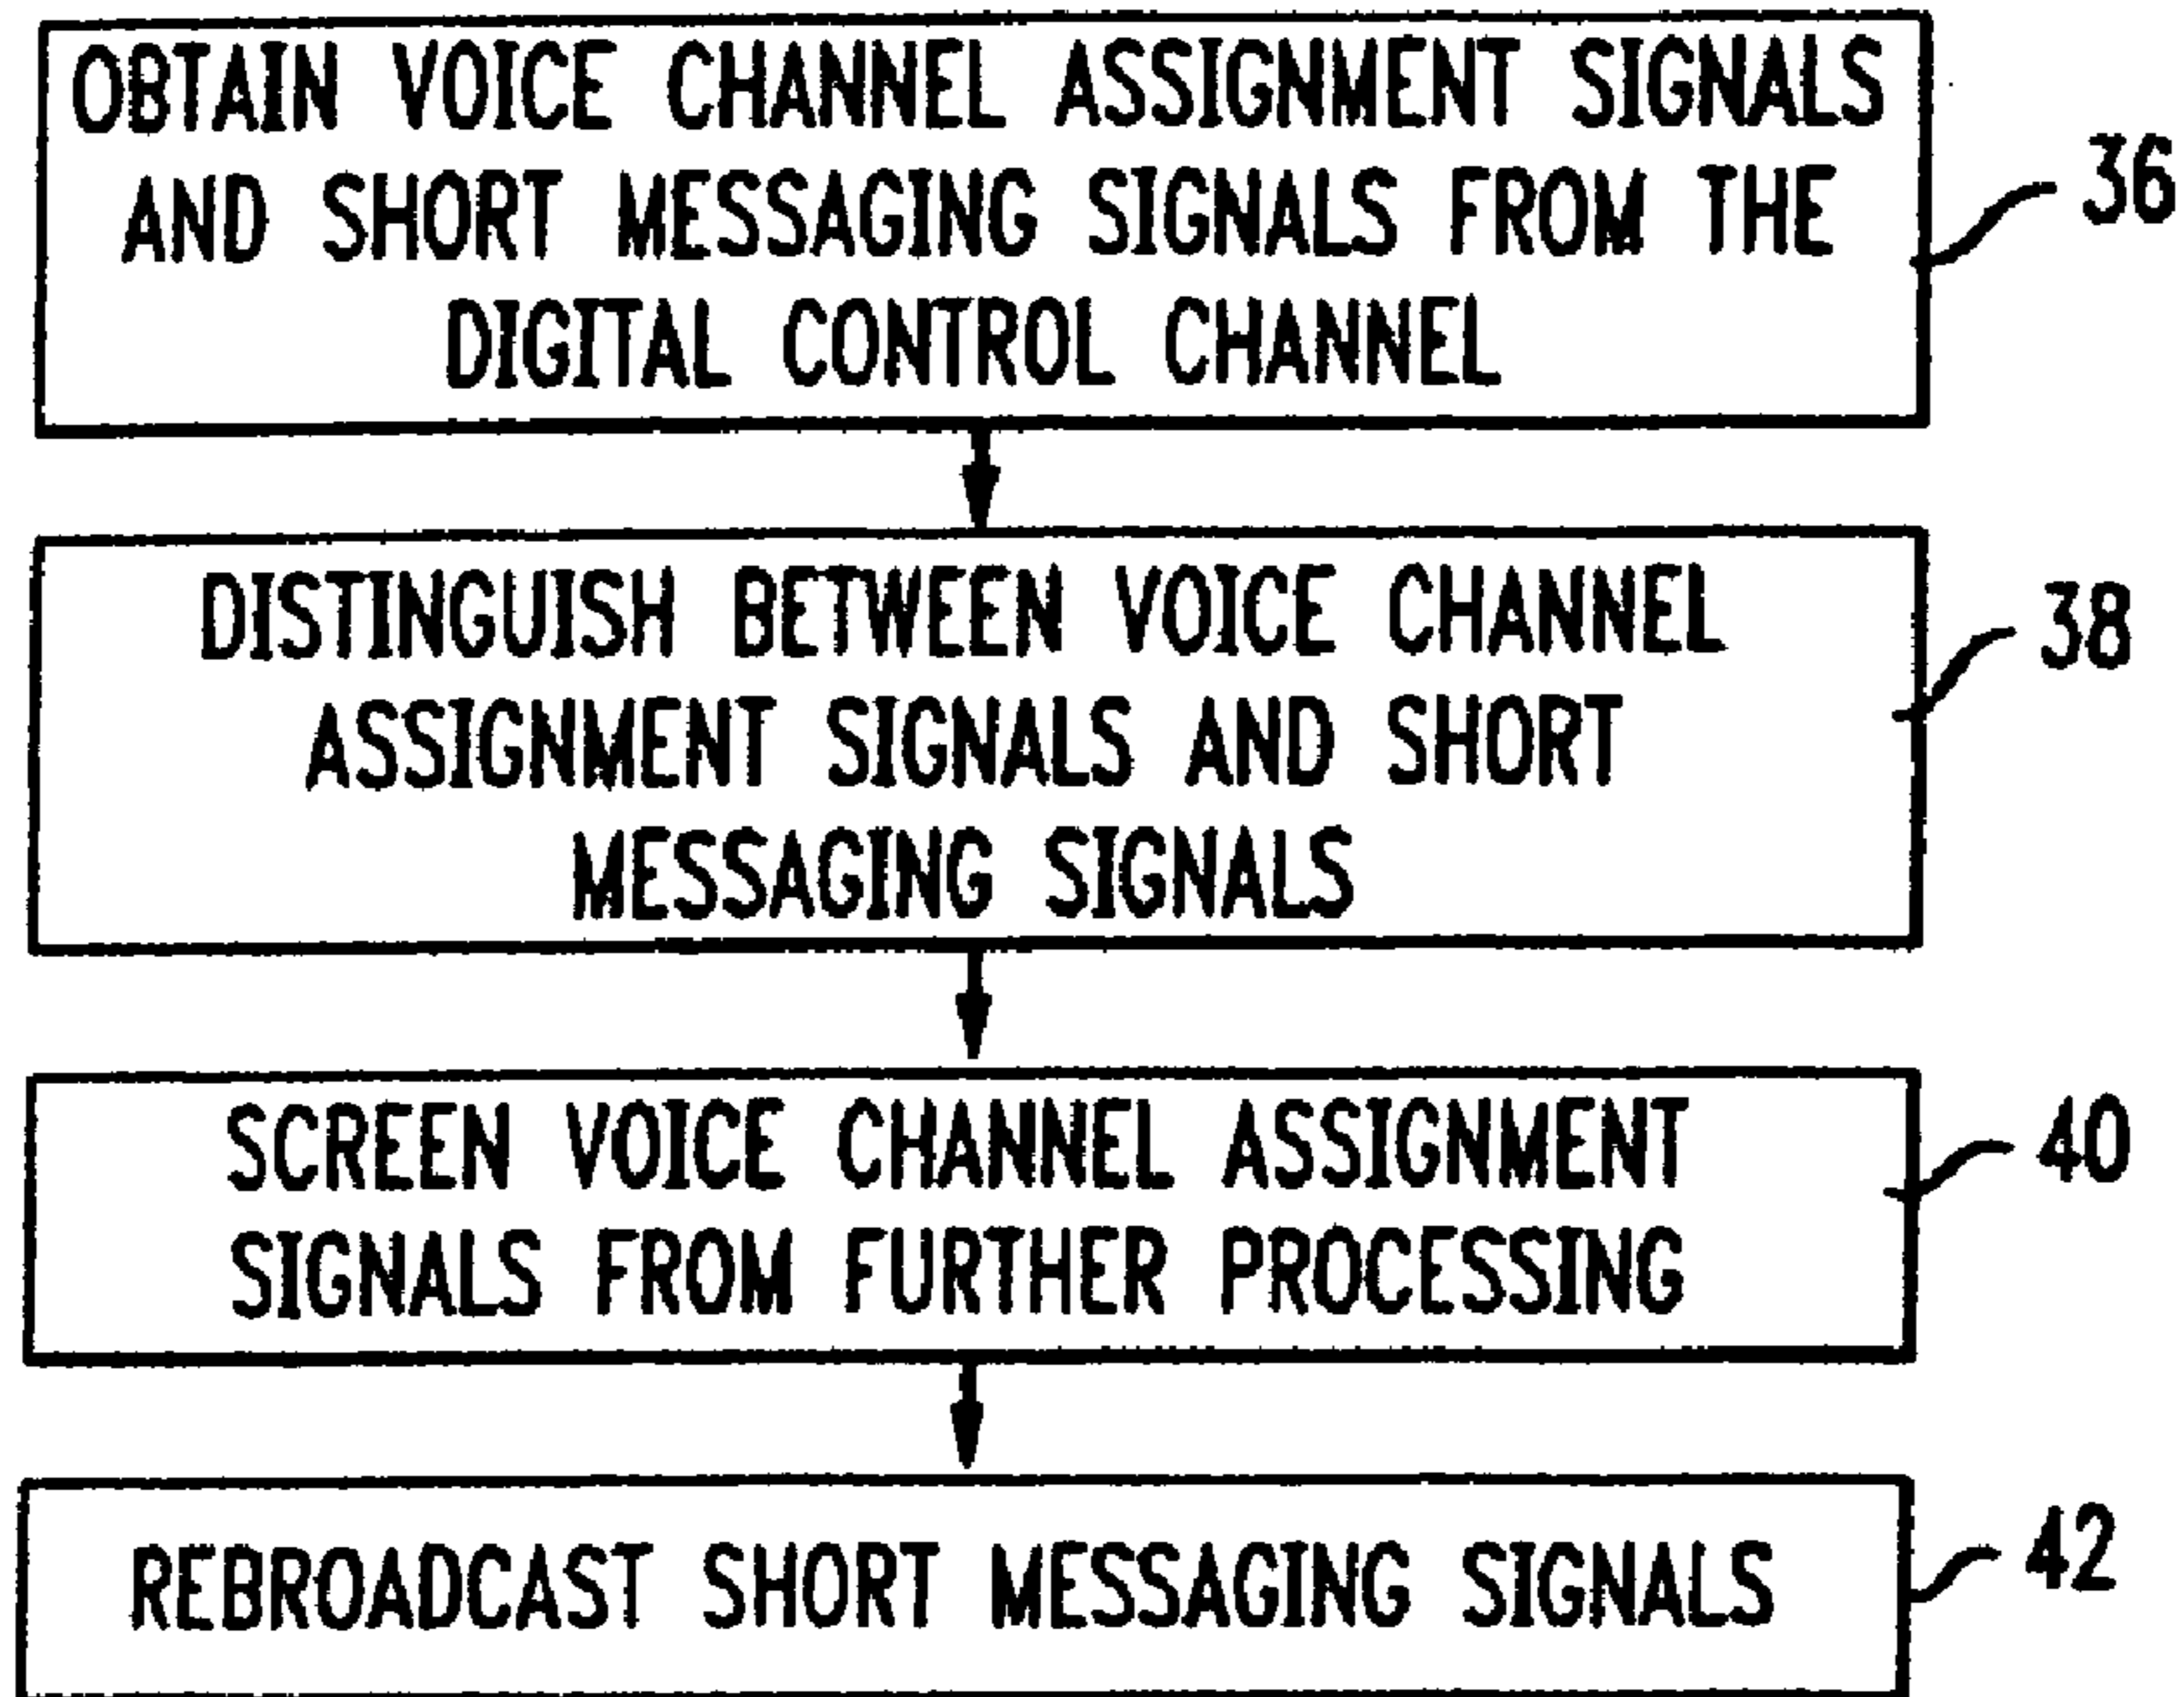 OBTAIN VOICE CHANNEL ASSIGNMENT SIGNALS
AND SHORT MESSAGING SIGNALS FROM THE
DIGITAL CONTROL CHANNEL
36
DISTINGUISH BETWEEN VOICE CHANNEL
ASSIGNMENT SIGNALS AND SHORT
MESSAGING SIGNALS
38
SCREEN VOICE CHANNEL ASSIGNMENT
SIGNALS FROM FURTHER PROCESSING
40
REBROADCAST SHORT MESSAGING SIGNALS
42